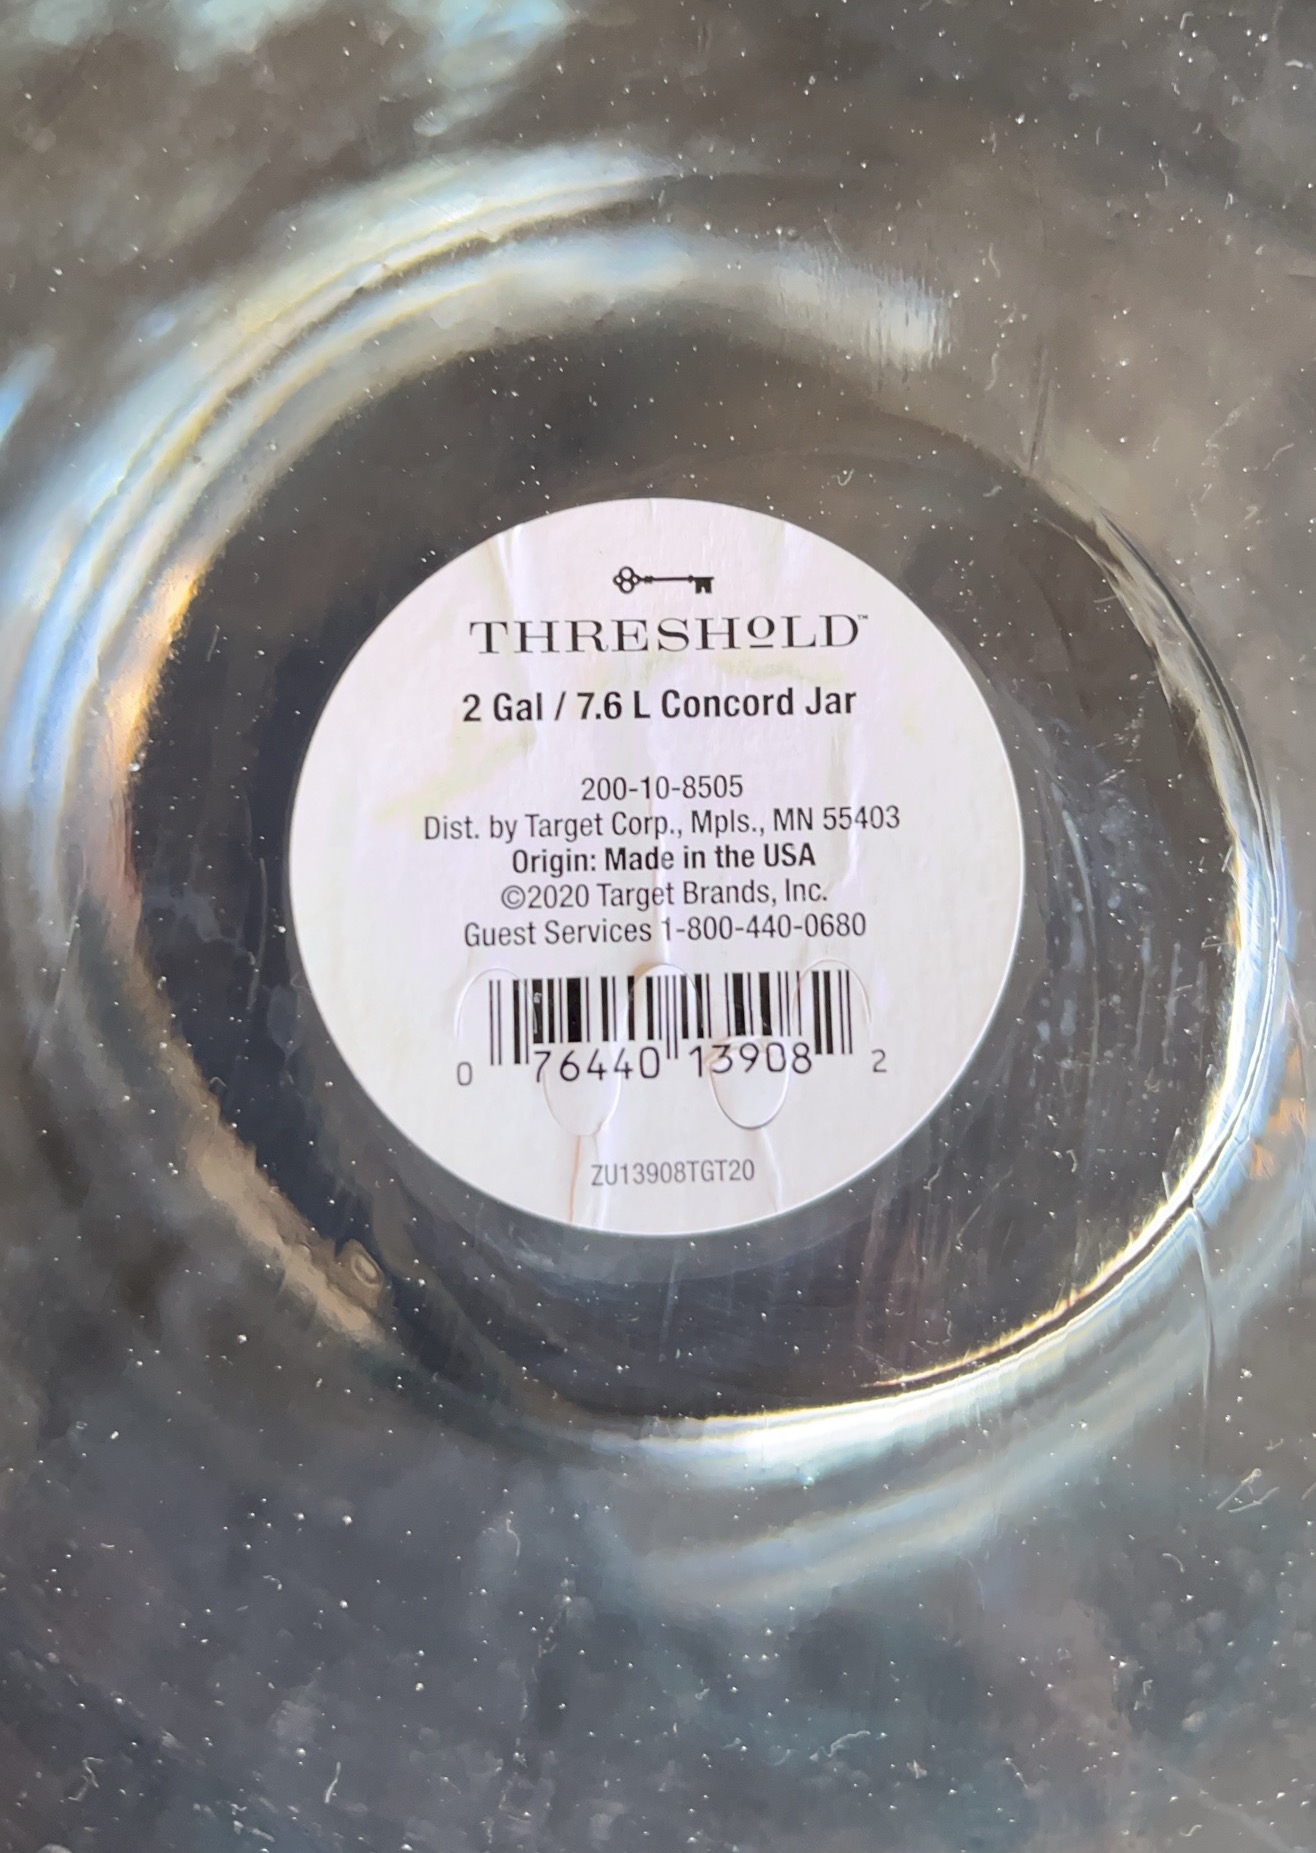 THRESHOLD™
2 Gal / 7.6 L Concord Jar
200-10-8505
Dist. by Target Corp., Mpls., MN 55403
Origin: Made in the USA
©2020 Target Brands, Inc.
Guest Services 1-800-440-0680
0 76440 13908 2
ZU13908TGT20